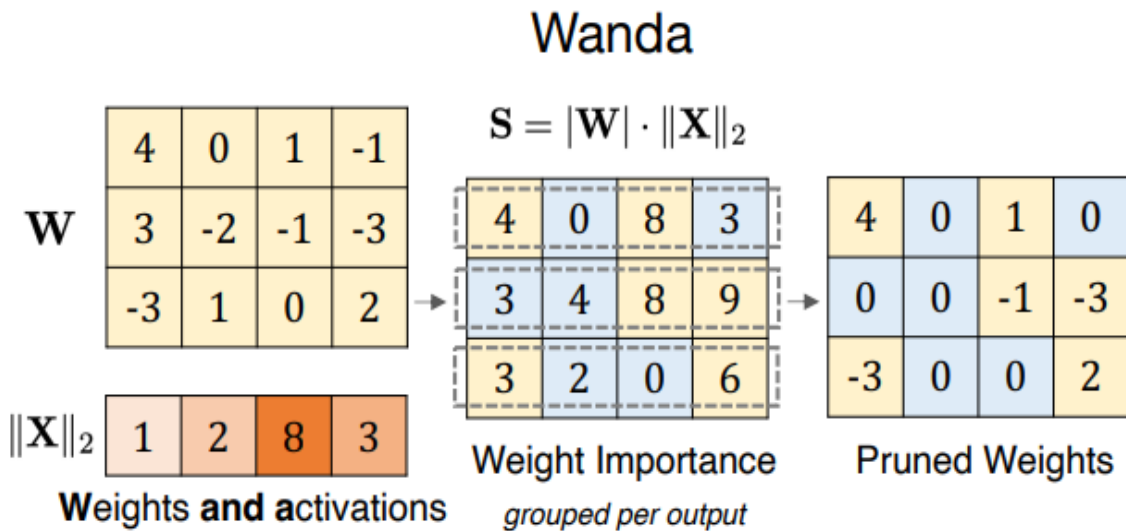 Wanda
S = |W| · ‖X‖₂
W
4 0 1 -1
3 -2 -1 -3
-3 1 0 2
‖X‖₂ 1 2 8 3
Weights and activations
4 0 8 3
3 4 8 9
3 2 0 6
Weight Importance
grouped per output
4 0 1 0
0 0 -1 -3
-3 0 0 2
Pruned Weights